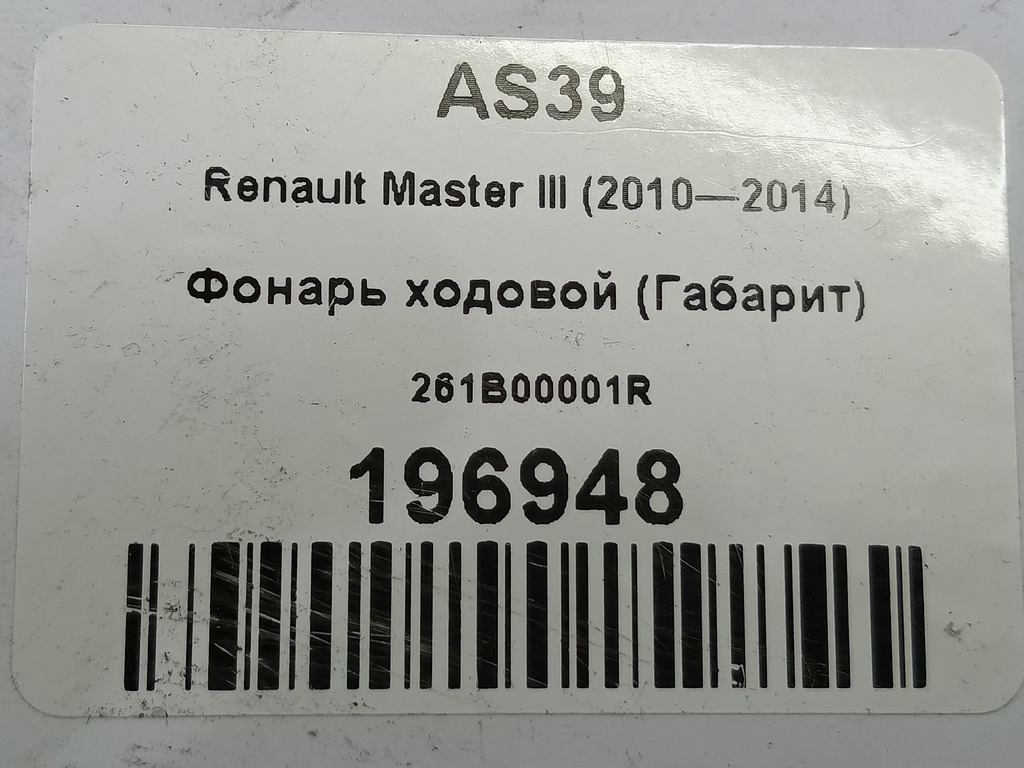 AS39
Renault Master III (2010—2014)
Фонарь ходовой (Габарит)
261B00001R
196948